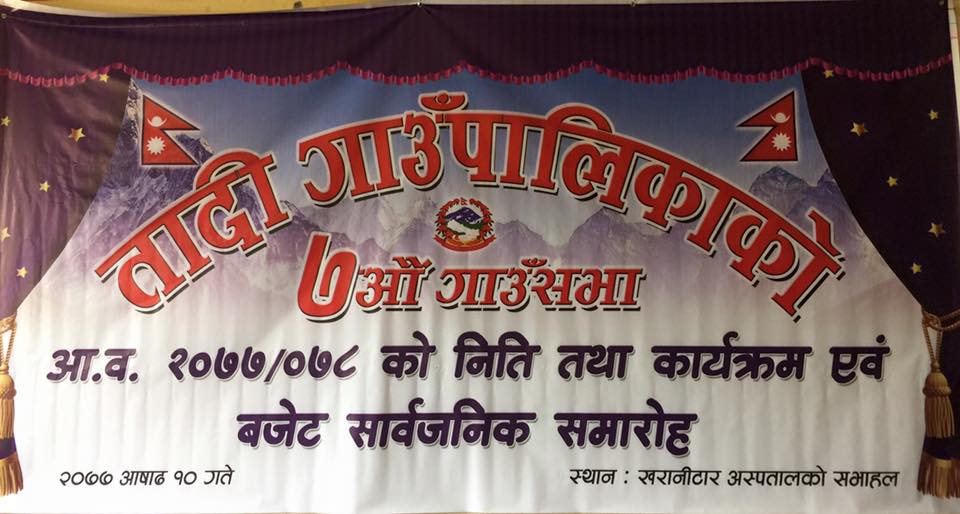 तादी गाउँपालिकाको
७औं गाउँसभा
आ.व. २०७७/०७८ को निति तथा कार्यक्रम एवं
बजेट सार्वजनिक समारोह
२०७७ आषाढ १० गते
स्थान : खरानीटार अस्पतालको सभाहल